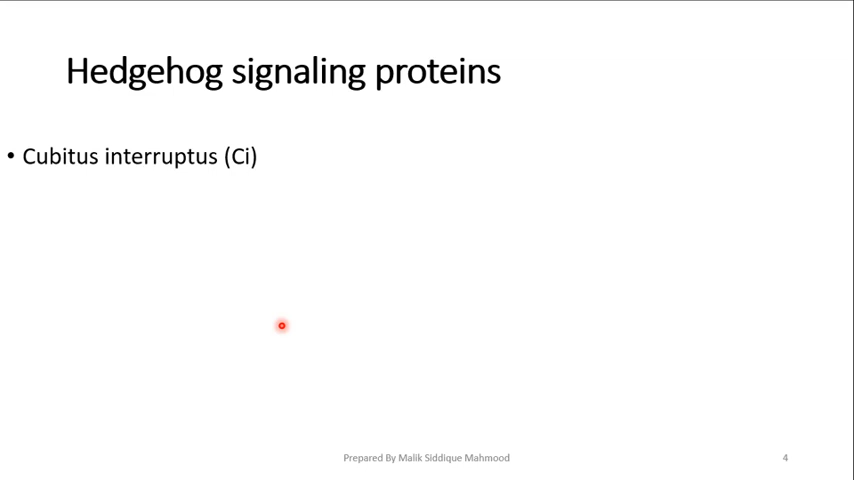 Hedgehog signaling proteins
• Cubitus interruptus (Ci)
Prepared By Malik Siddique Mahmood
4